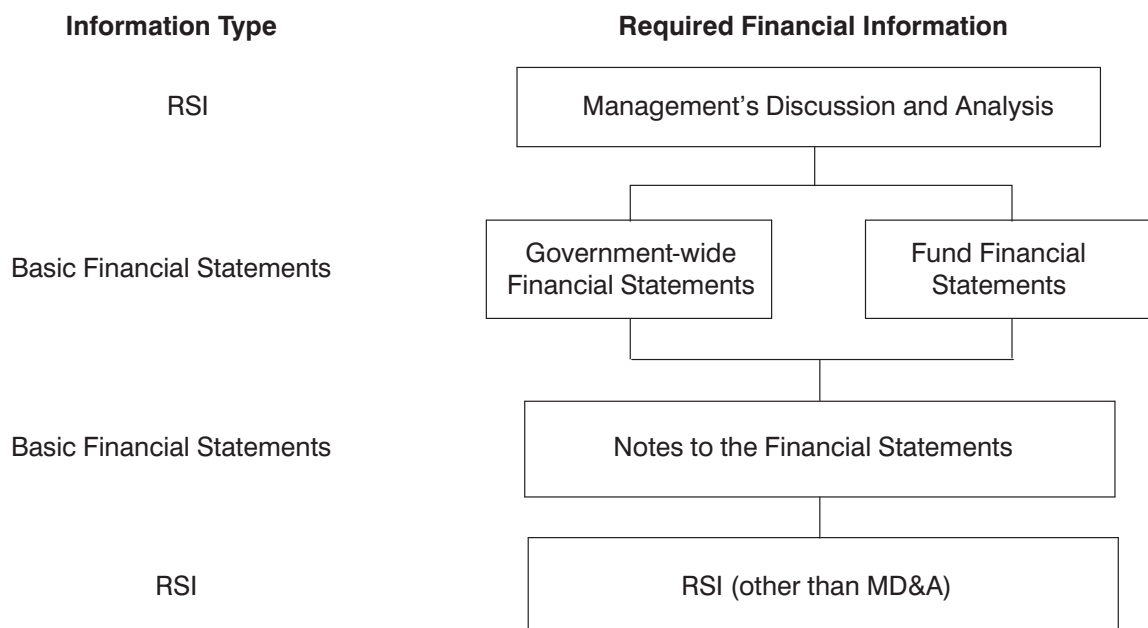 Information Type
Required Financial Information
RSI
Management’s Discussion and Analysis
Basic Financial Statements
Government-wide
Financial Statements
Fund Financial
Statements
Basic Financial Statements
Notes to the Financial Statements
RSI
RSI (other than MD&A)